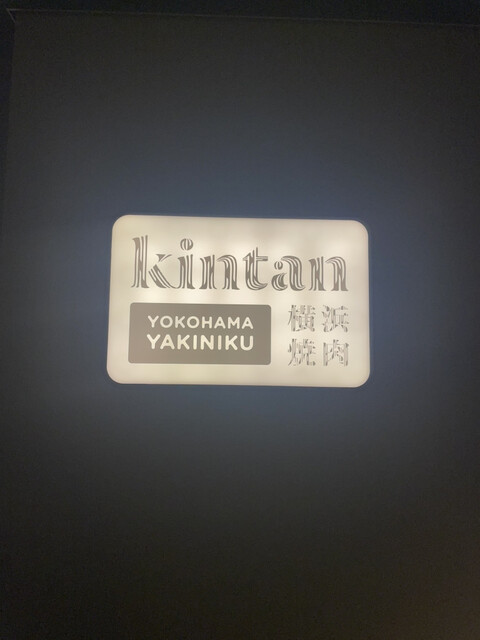 kintan
YOKOHAMA
YAKINIKU
横浜
焼肉